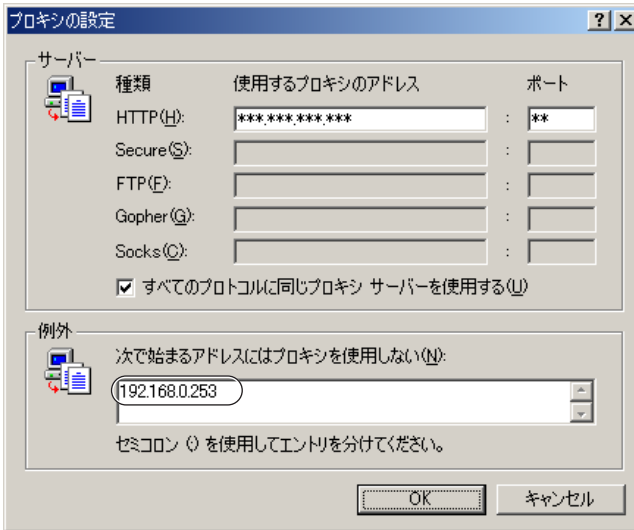 プロキシの設定
サーバー
種類 使用するプロキシのアドレス ポート
HTTP(H): ***.***.***.*** : **
Secure(S): :
FTP(F): :
Gopher(G): :
Socks(C): :
すべてのプロトコルに同じプロキシ サーバーを使用する(U)
例外
次で始まるアドレスにはプロキシを使用しない(N):
192.168.0.253
セミコロン (;) を使用してエントリを分けてください。
OK キャンセル